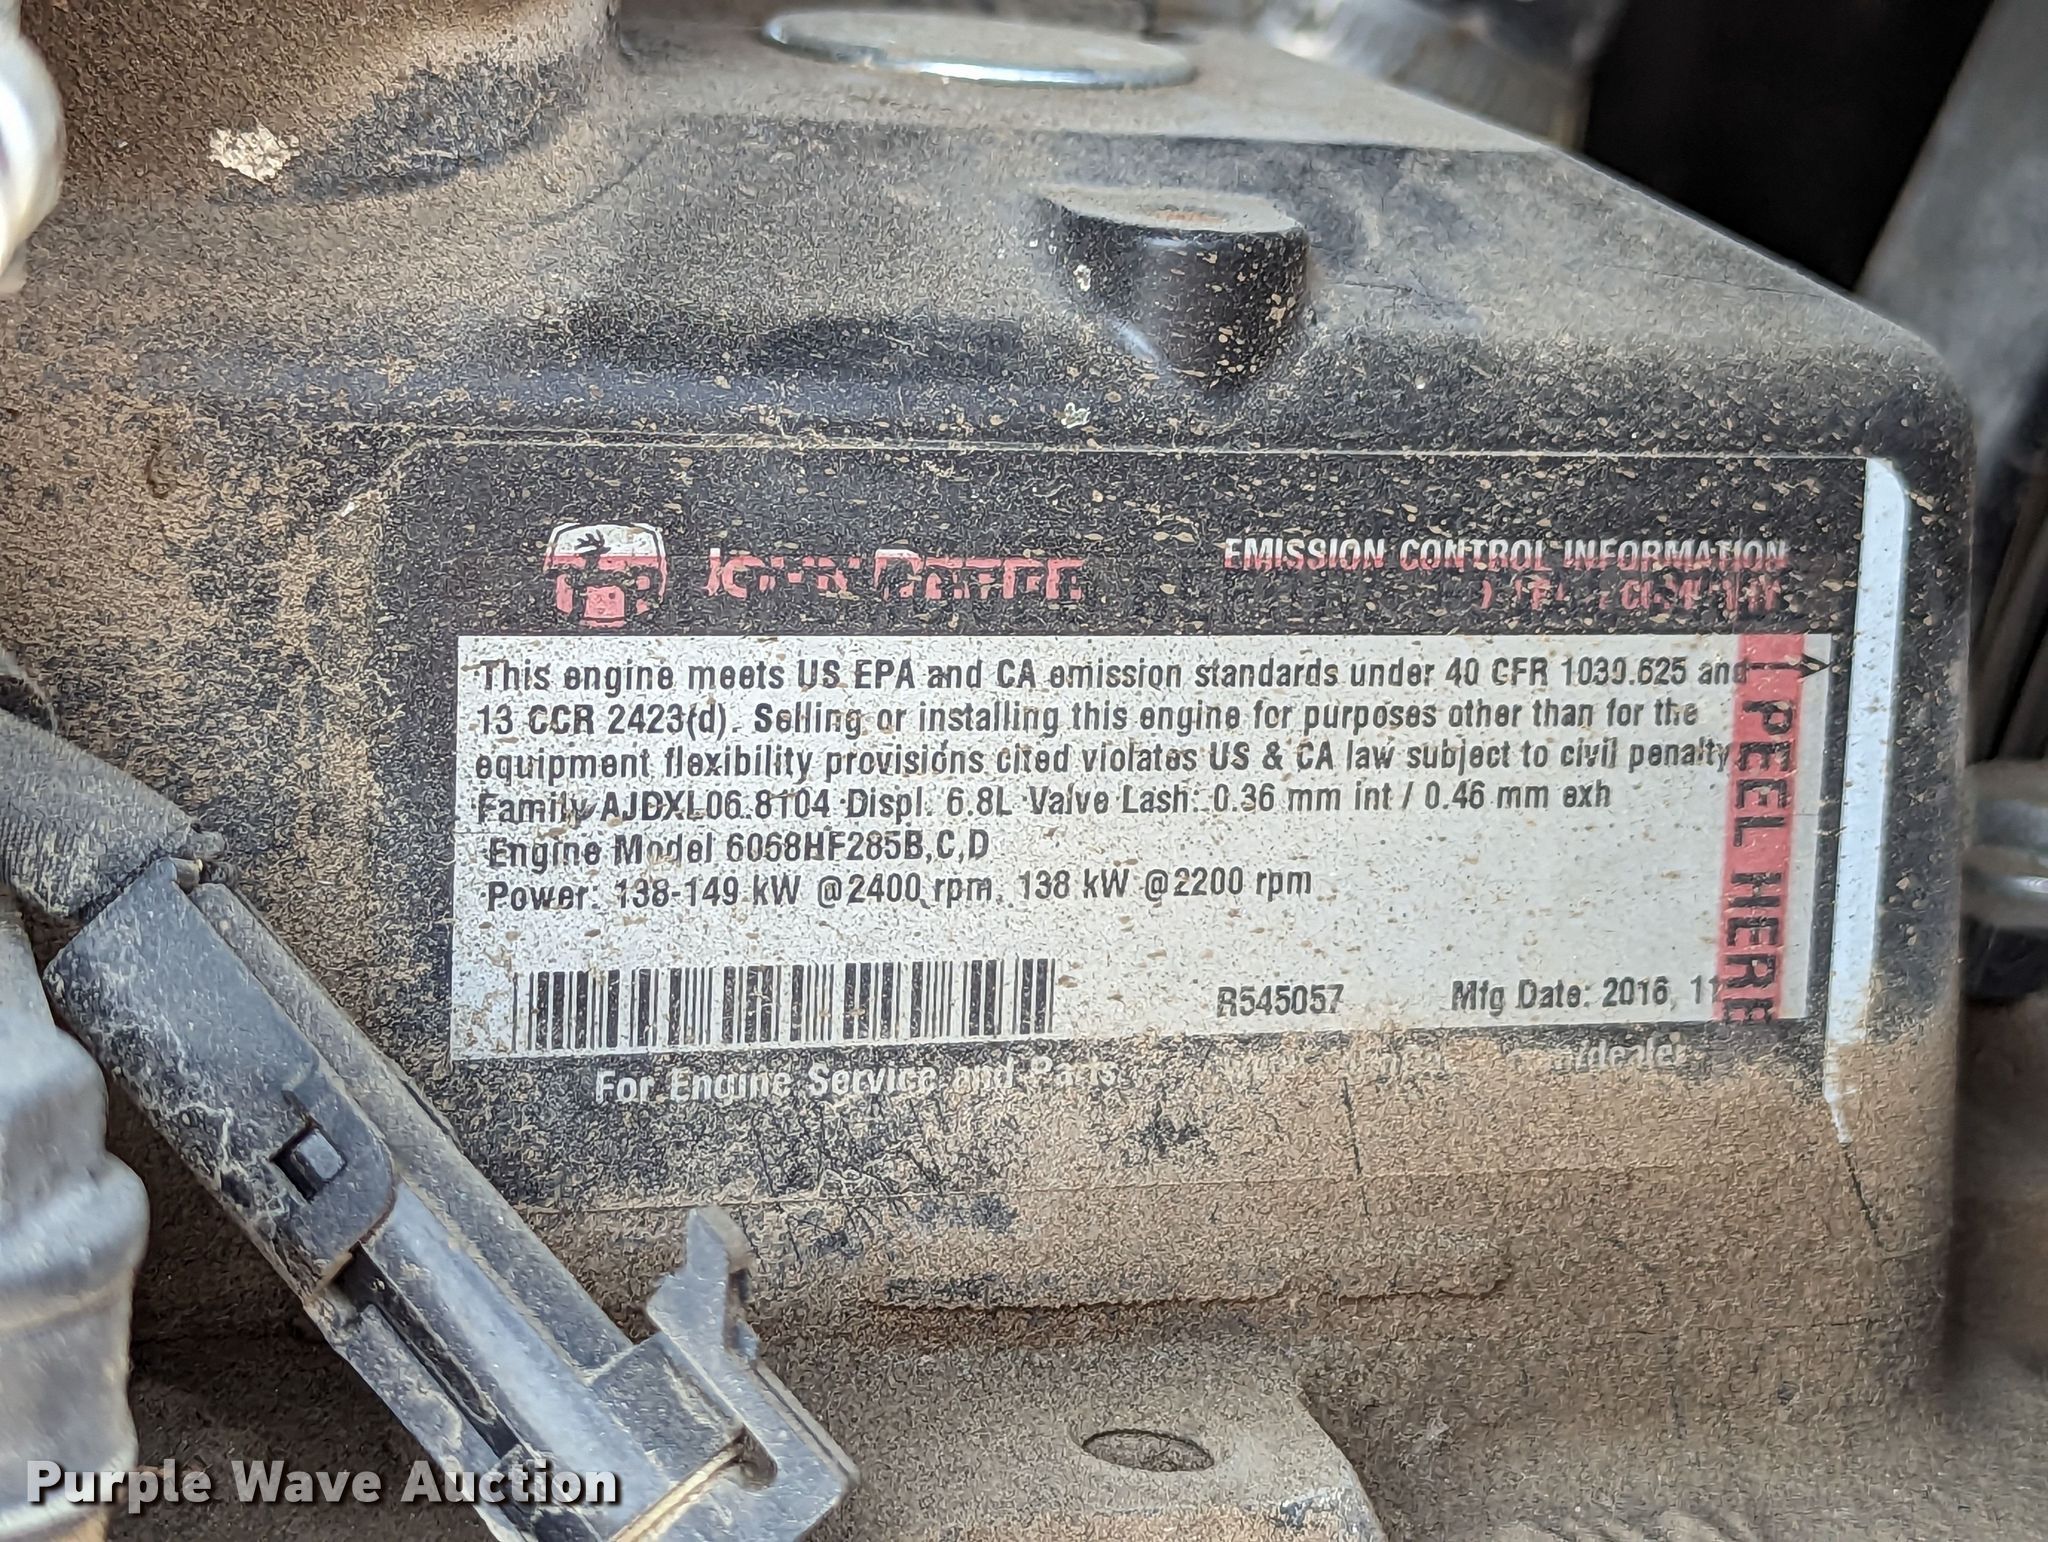 JOHN DEERE
EMISSION CONTROL INFORMATION
This engine meets US EPA and CA emission standards under 40 CFR 1039.625 and
13 CCR 2423(d). Selling or installing this engine for purposes other than for the
equipment flexibility provisions cited violates US & CA law subject to civil penalty
Family AJDXL06.8104 Displ. 6.8L Valve Lash: 0.36 mm int / 0.46 mm exh
Engine Model 6068HF285B,C,D
Power: 138-149 kW @2400 rpm, 138 kW @2200 rpm
R545057 Mfg Date: 2016, 11
PEEL HERE
For Engine Service and Parts
Purple Wave Auction